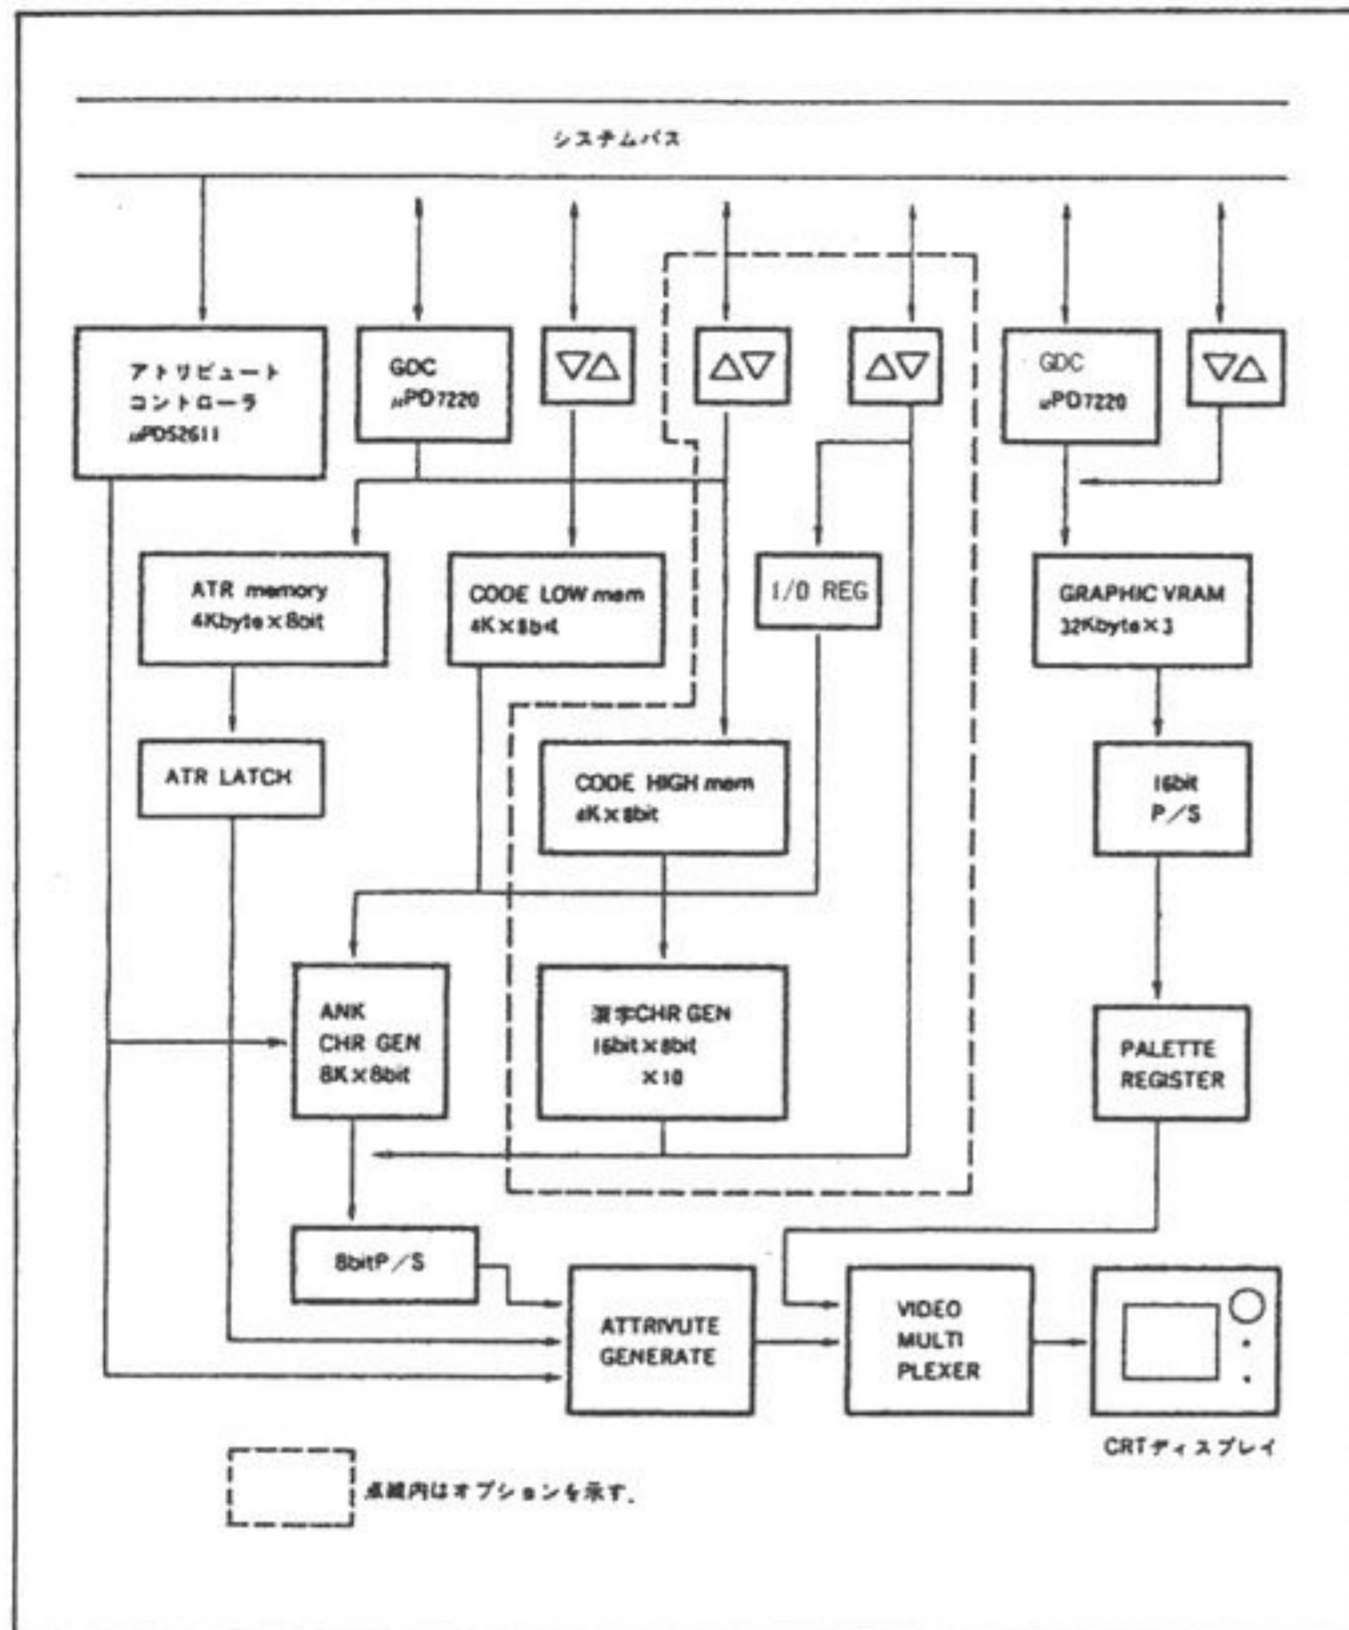 システムバス
アトリビュート
コントローラ
μPD52611
GDC
μPD7220
GDC
μPD7220
ATR memory
4Kbyte×8bit
CODE LOW mem
4K×8bit
I/O REG
GRAPHIC VRAM
32Kbyte×3
ATR LATCH
CODE HIGH mem
4K×8bit
16bit
P/S
ANK
CHR GEN
8K×8bit
漢字CHR GEN
16bit×8bit
×10
PALETTE
REGISTER
8bitP/S
ATTRIVUTE
GENERATE
VIDEO
MULTI
PLEXER
CRTディスプレイ
点線内はオプションを示す.